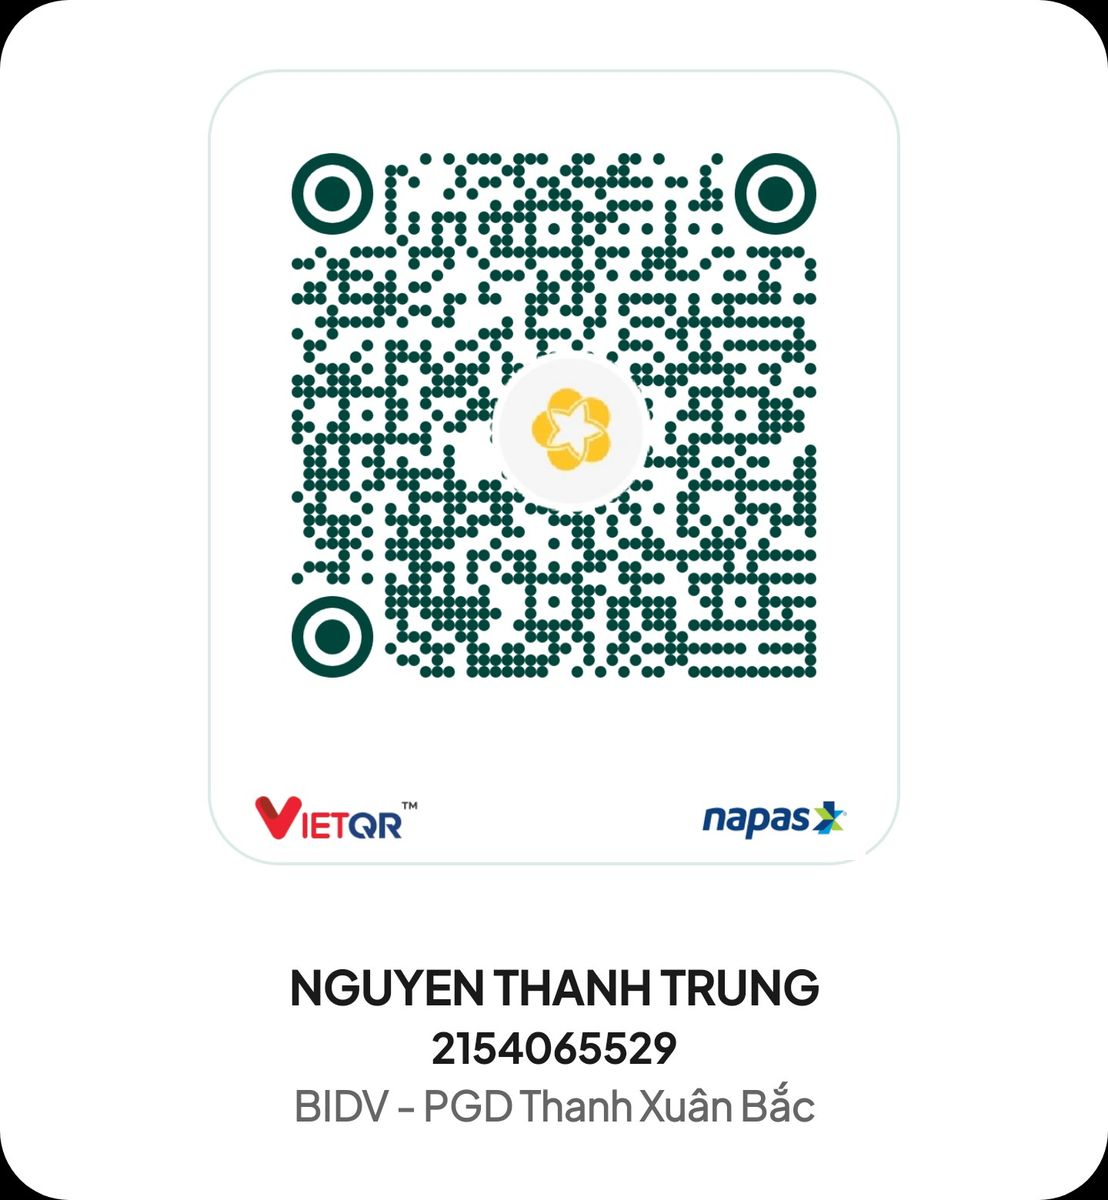 VIETQR™
napas
NGUYEN THANH TRUNG
2154065529
BIDV - PGD Thanh Xuân Bắc